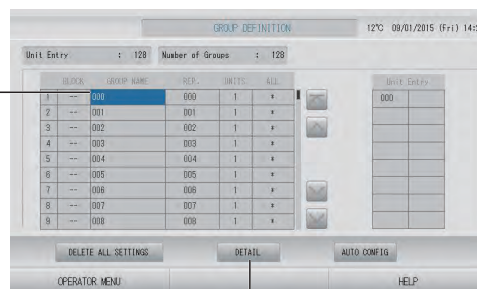 GROUP DEFINITION
12°C 09/01/2015 (Fri) 14:
Unit Entry : 128 Number of Groups : 128
BLOCK GROUP NAME REP. UNITS ALL
1 -- 000 000 1 *
2 -- 001 001 1 *
3 -- 002 002 1 *
4 -- 003 003 1 *
5 -- 004 004 1 *
6 -- 005 005 1 *
7 -- 006 006 1 *
8 -- 007 007 1 *
9 -- 008 008 1 *
Unit Entry
000
DELETE ALL SETTINGS DETAIL AUTO CONFIG
OPERATOR MENU HELP